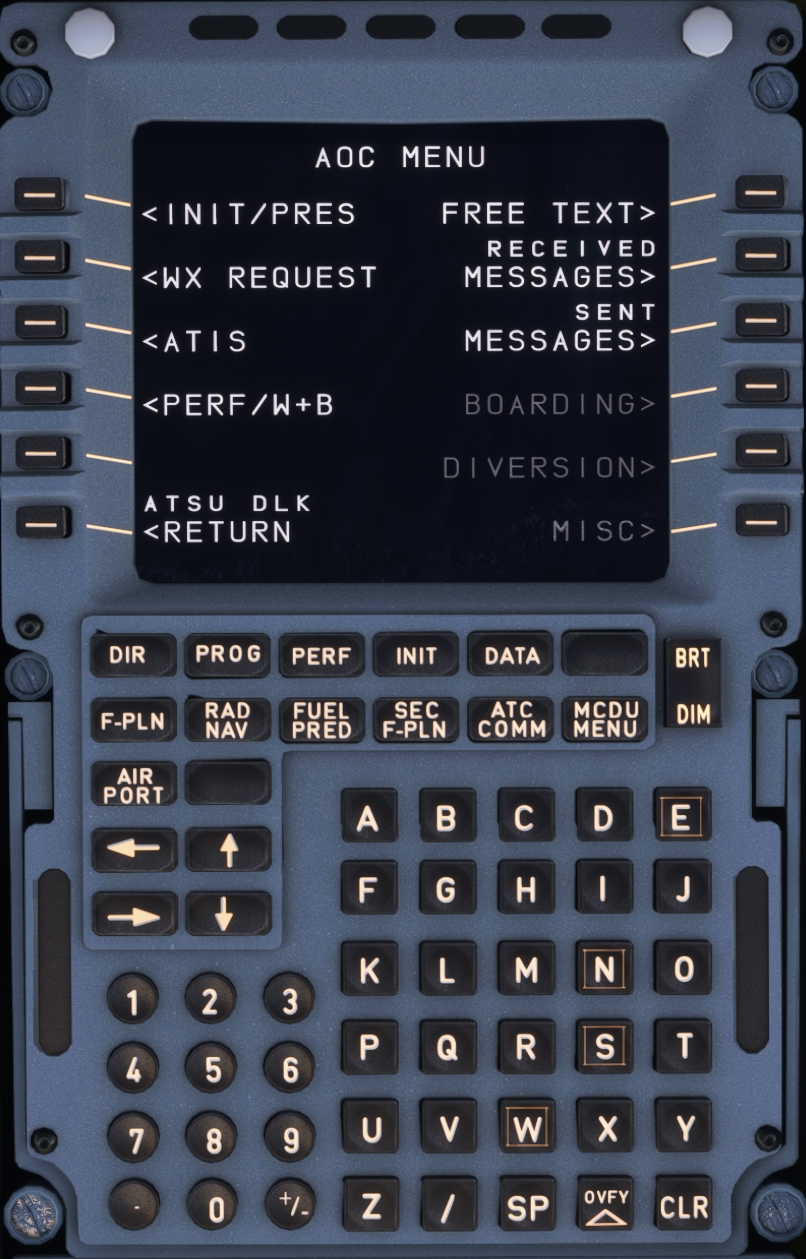 AOC MENU
<INIT/PRES FREE TEXT>
RECEIVED
<WX REQUEST MESSAGES>
SENT
<ATIS MESSAGES>
<PERF/W+B BOARDING>
DIVERSION>
ATSU DLK
<RETURN MISC>
DIR PROG PERF INIT DATA
BRT
F-PLN RAD NAV FUEL PRED SEC F-PLN ATC COMM MCDU MENU
DIM
AIR PORT
← ↑
→ ↓
A B C D E
F G H I J
K L M N O
1 2 3
P Q R S T
4 5 6
U V W X Y
7 8 9
Z / SP OVFY CLR
. 0 +/-